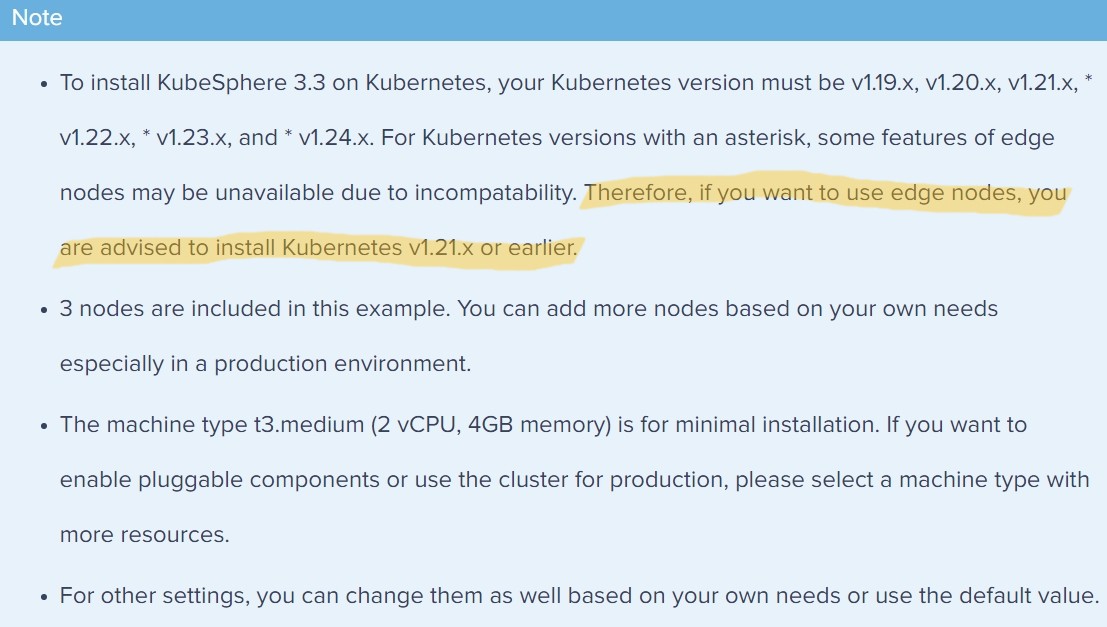 Note
• To install KubeSphere 3.3 on Kubernetes, your Kubernetes version must be v1.19.x, v1.20.x, v1.21.x, *
v1.22.x, * v1.23.x, and * v1.24.x. For Kubernetes versions with an asterisk, some features of edge
nodes may be unavailable due to incompatability. Therefore, if you want to use edge nodes, you
are advised to install Kubernetes v1.21.x or earlier.
• 3 nodes are included in this example. You can add more nodes based on your own needs
especially in a production environment.
• The machine type t3.medium (2 vCPU, 4GB memory) is for minimal installation. If you want to
enable pluggable components or use the cluster for production, please select a machine type with
more resources.
• For other settings, you can change them as well based on your own needs or use the default value.